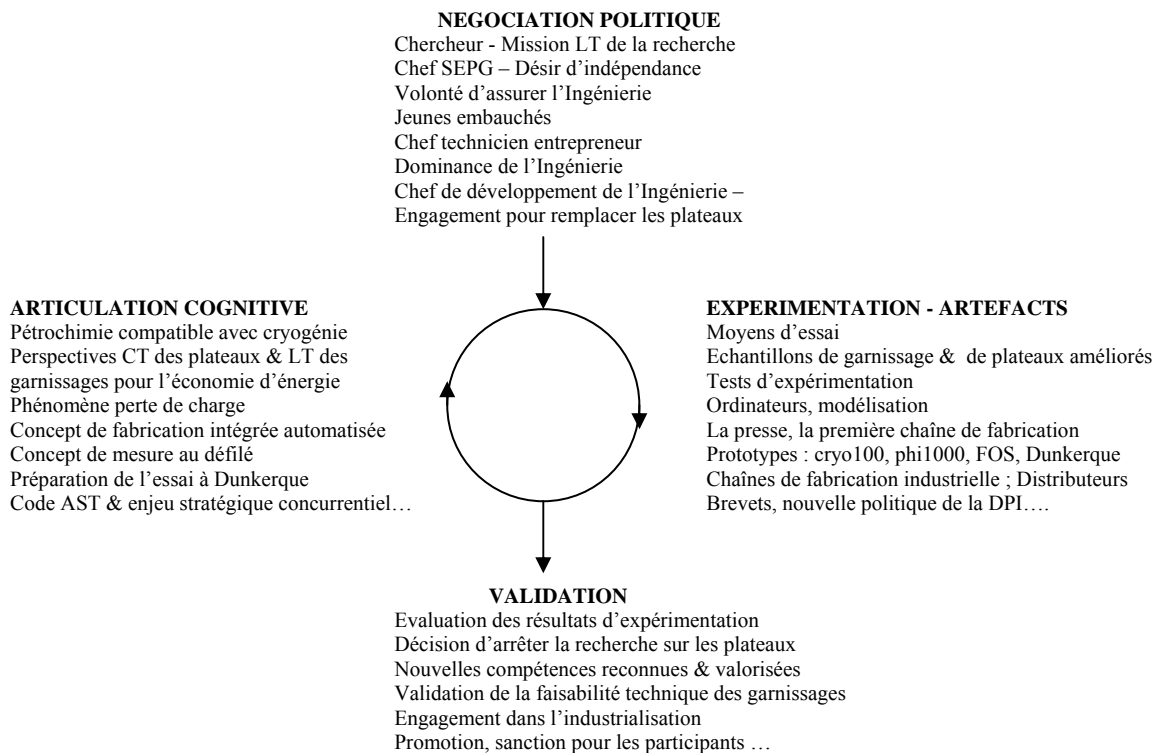 NEGOCIATION POLITIQUE
Chercheur - Mission LT de la recherche
Chef SEPG – Désir d’indépendance
Volonté d’assurer l’Ingénierie
Jeunes embauchés
Chef technicien entrepreneur
Dominance de l’Ingénierie
Chef de développement de l’Ingénierie –
Engagement pour remplacer les plateaux
ARTICULATION COGNITIVE
Pétrochimie compatible avec cryogénie
Perspectives CT des plateaux & LT des
garnissages pour l’économie d’énergie
Phénomène perte de charge
Concept de fabrication intégrée automatisée
Concept de mesure au défilé
Préparation de l’essai à Dunkerque
Code AST & enjeu stratégique concurrentiel…
EXPERIMENTATION - ARTEFACTS
Moyens d’essai
Echantillons de garnissage & de plateaux améliorés
Tests d’expérimentation
Ordinateurs, modélisation
La presse, la première chaîne de fabrication
Prototypes : cryo100, phi1000, FOS, Dunkerque
Chaînes de fabrication industrielle ; Distributeurs
Brevets, nouvelle politique de la DPI….
VALIDATION
Evaluation des résultats d’expérimentation
Décision d’arrêter la recherche sur les plateaux
Nouvelles compétences reconnues & valorisées
Validation de la faisabilité technique des garnissages
Engagement dans l’industrialisation
Promotion, sanction pour les participants …